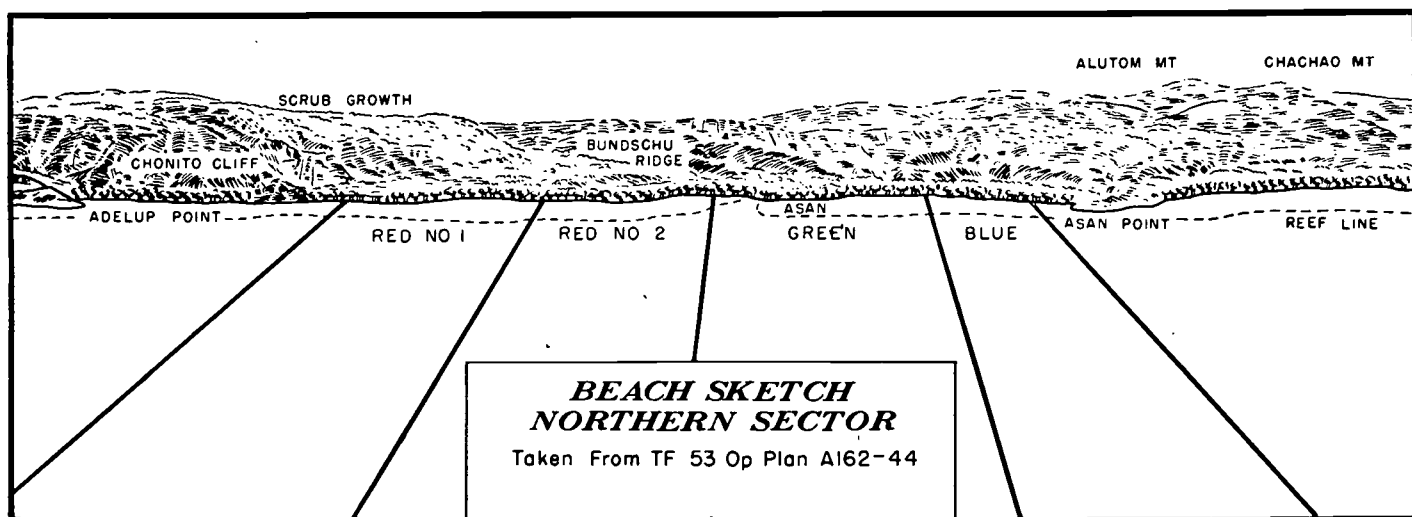 ALUTOM MT
CHACHAO MT
SCRUB GROWTH
BUNDSCHU
RIDGE
CHONITO CLIFF
ADELUP POINT
ASAN
ASAN POINT
REEF LINE
RED NO 1
RED NO 2
GREEN
BLUE
BEACH SKETCH
NORTHERN SECTOR
Taken From TF 53 Op Plan A162-44